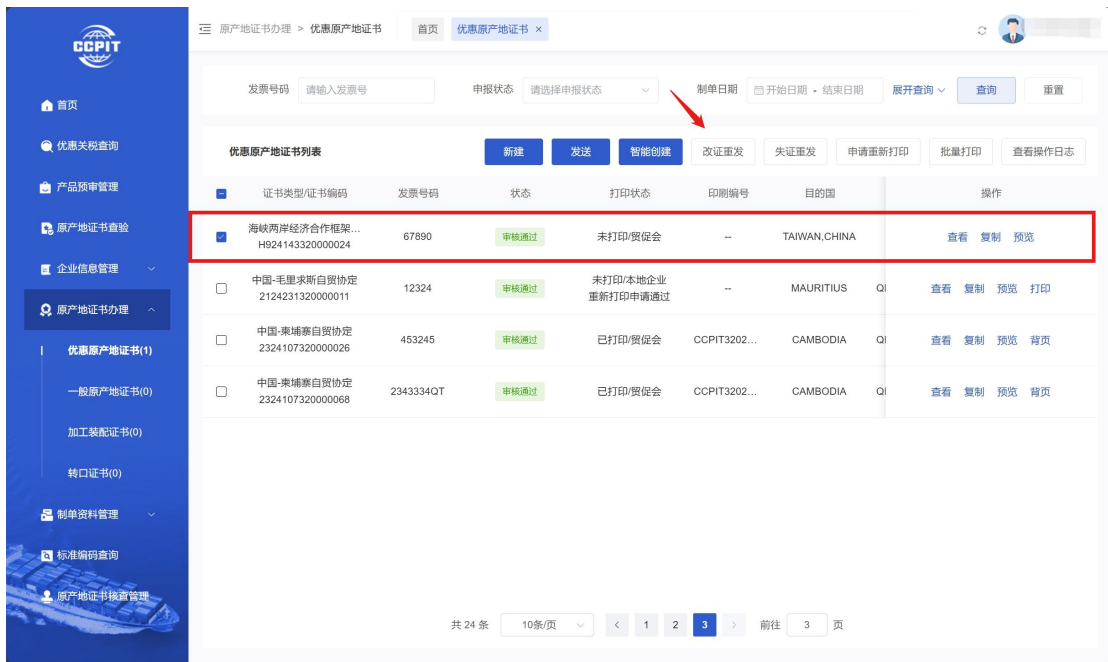 CCPIT
首页
优惠关税查询
产品预审管理
原产地证书查验
企业信息管理
原产地证书办理
优惠原产地证书(1)
一般原产地证书(0)
加工装配证书(0)
转口证书(0)
制单资料管理
标准编码查询
原产地证书核查管理
原产地证书办理 > 优惠原产地证书 首页 优惠原产地证书 ×
发票号码 请输入发票号 申报状态 请选择申报状态 制单日期 开始日期 - 结束日期 展开查询 查询 重置
优惠原产地证书列表 新建 发送 智能创建 改证重发 失证重发 申请重新打印 批量打印 查看操作日志
证书类型/证书编码 发票号码 状态 打印状态 印刷编号 目的国 操作
海峡两岸经济合作框架...
H924143320000024 67890 审核通过 未打印/贸促会 -- TAIWAN,CHINA 查看 复制 预览
中国-毛里求斯自贸协定
2124231320000011 12324 审核通过 未打印/本地企业
重新打印申请通过 -- MAURITIUS 查看 复制 预览 打印
中国-柬埔寨自贸协定
2324107320000026 453245 审核通过 已打印/贸促会 CCPIT3202... CAMBODIA 查看 复制 预览 背页
中国-柬埔寨自贸协定
2324107320000068 2343334QT 审核通过 已打印/贸促会 CCPIT3202... CAMBODIA 查看 复制 预览 背页
共 24 条 10条/页 < 1 2 3 > 前往 3 页